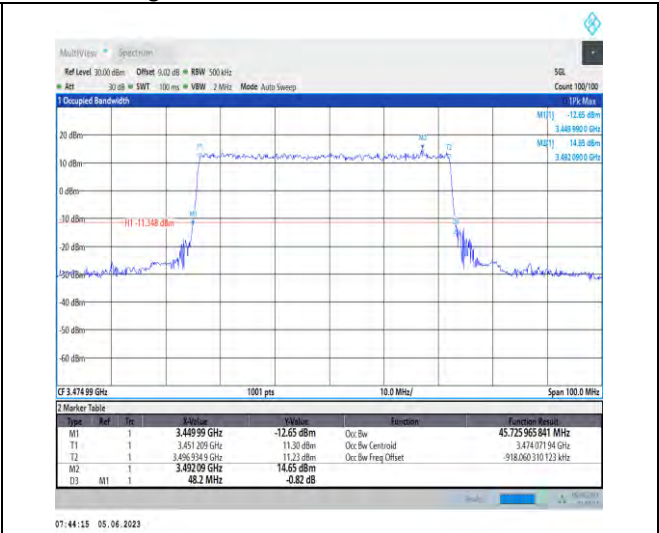 MultiView Spectrum
Ref Level 30.00 dBm Offset 9.02 dB RBW 500 kHz SGL
Att 30 dB SWT 100 ms VBW 2 MHz Mode Auto Sweep Count 100/100
1 Occupied Bandwidth 1Pk Max
M1[1] -12.65 dBm
3.449 990 0 GHz
M2[1] 14.65 dBm
3.492 090 0 GHz
20 dBm
10 dBm
0 dBm
-10 dBm
H1 -11.348 dBm
-20 dBm
-30 dBm
-40 dBm
-50 dBm
-60 dBm
M1 T1 M2 T2
CF 3.474 99 GHz 1001 pts 10.0 MHz/ Span 100.0 MHz
2 Marker Table
Type Ref Trc X-Value Y-Value Function Function Result
M1 1 3.449 99 GHz -12.65 dBm Occ Bw 45.725 965 841 MHz
T1 1 3.451 209 GHz 11.30 dBm Occ Bw Centroid 3.474 071 94 GHz
T2 1 3.496 934 9 GHz 11.23 dBm Occ Bw Freq Offset -918.060 310 123 kHz
M2 1 3.492 09 GHz 14.65 dBm
D3 M1 1 48.2 MHz -0.82 dB
07:44:15 05.06.2023